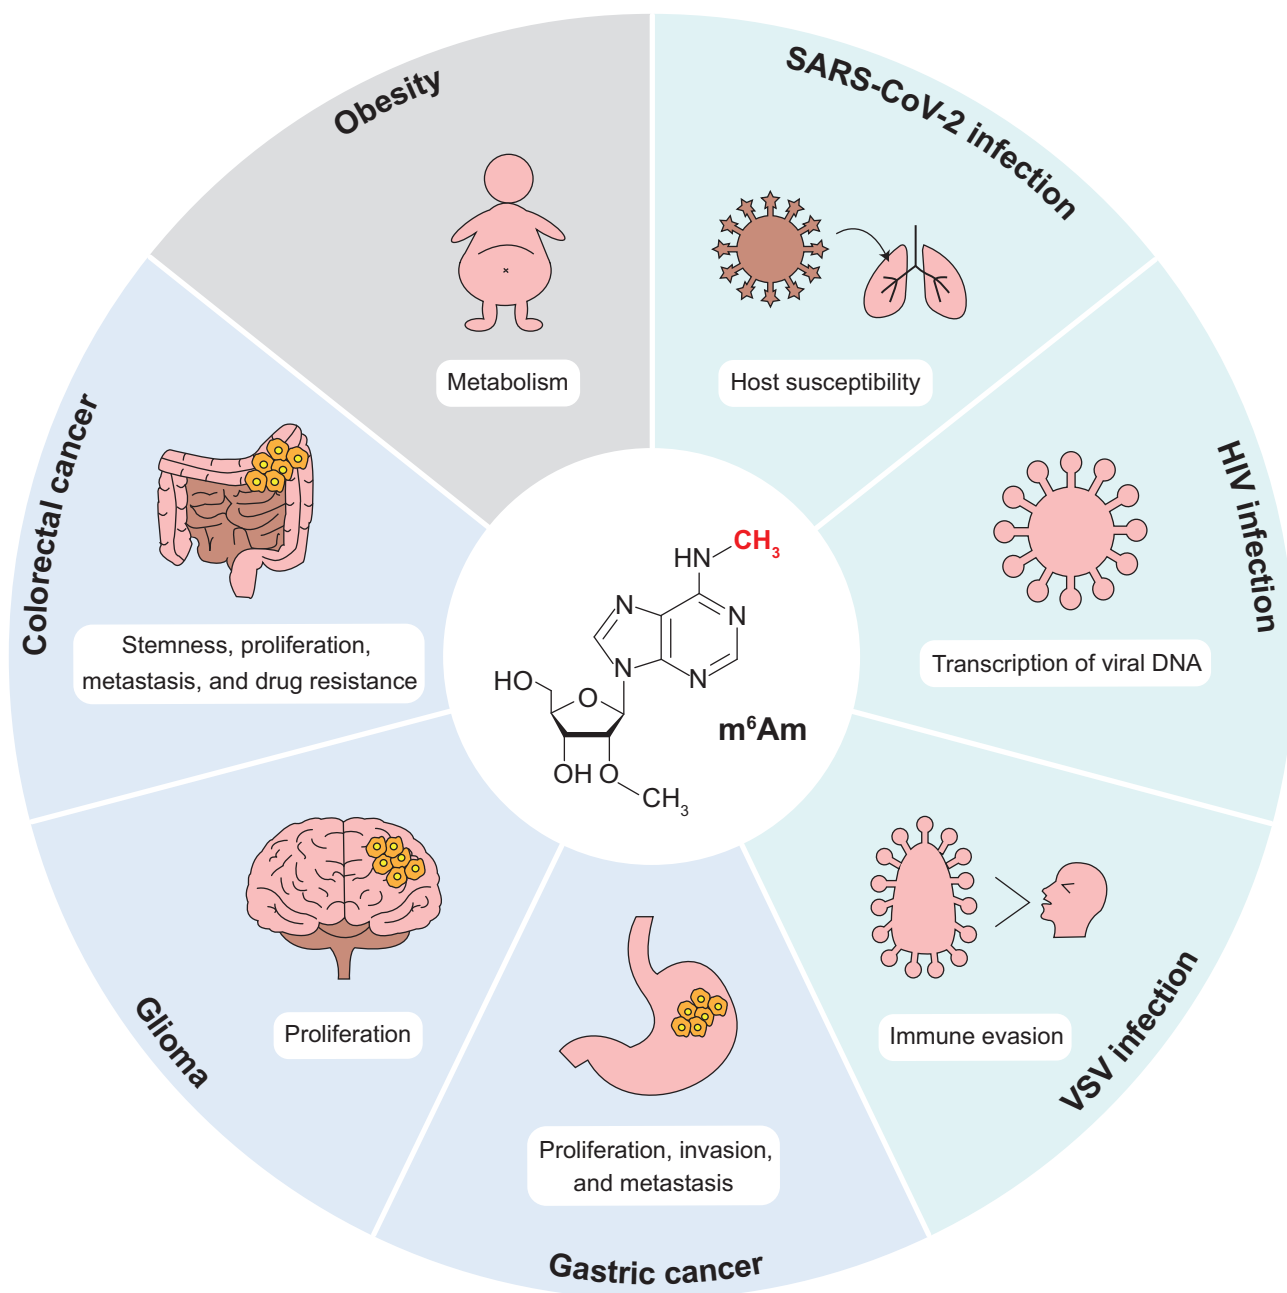 Obesity
Metabolism
SARS-CoV-2 infection
Host susceptibility
HIV infection
Transcription of viral DNA
VSV infection
Immune evasion
Gastric cancer
Proliferation, invasion,
and metastasis
Glioma
Proliferation
Colorectal cancer
Stemness, proliferation,
metastasis, and drug resistance
HN
CH₃
N
N
N
N
HO
O
OH
O
CH₃
m⁶Am